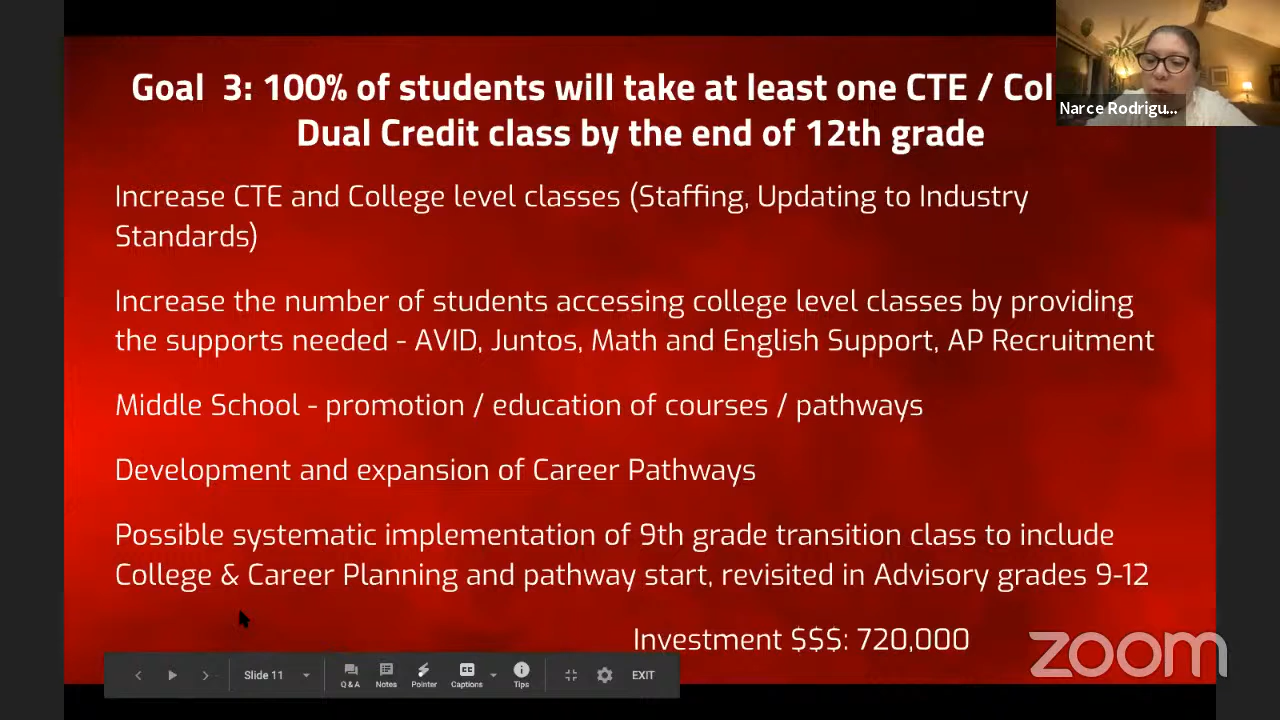 Goal 3: 100% of students will take at least one CTE / Col
Dual Credit class by the end of 12th grade
Narce Rodrigu...
Increase CTE and College level classes (Staffing, Updating to Industry
Standards)
Increase the number of students accessing college level classes by providing
the supports needed - AVID, Juntos, Math and English Support, AP Recruitment
Middle School - promotion / education of courses / pathways
Development and expansion of Career Pathways
Possible systematic implementation of 9th grade transition class to include
College & Career Planning and pathway start, revisited in Advisory grades 9-12
Investment $$$: 720,000
zoom
Slide 11
Q & A Notes Pointer Captions Tips EXIT